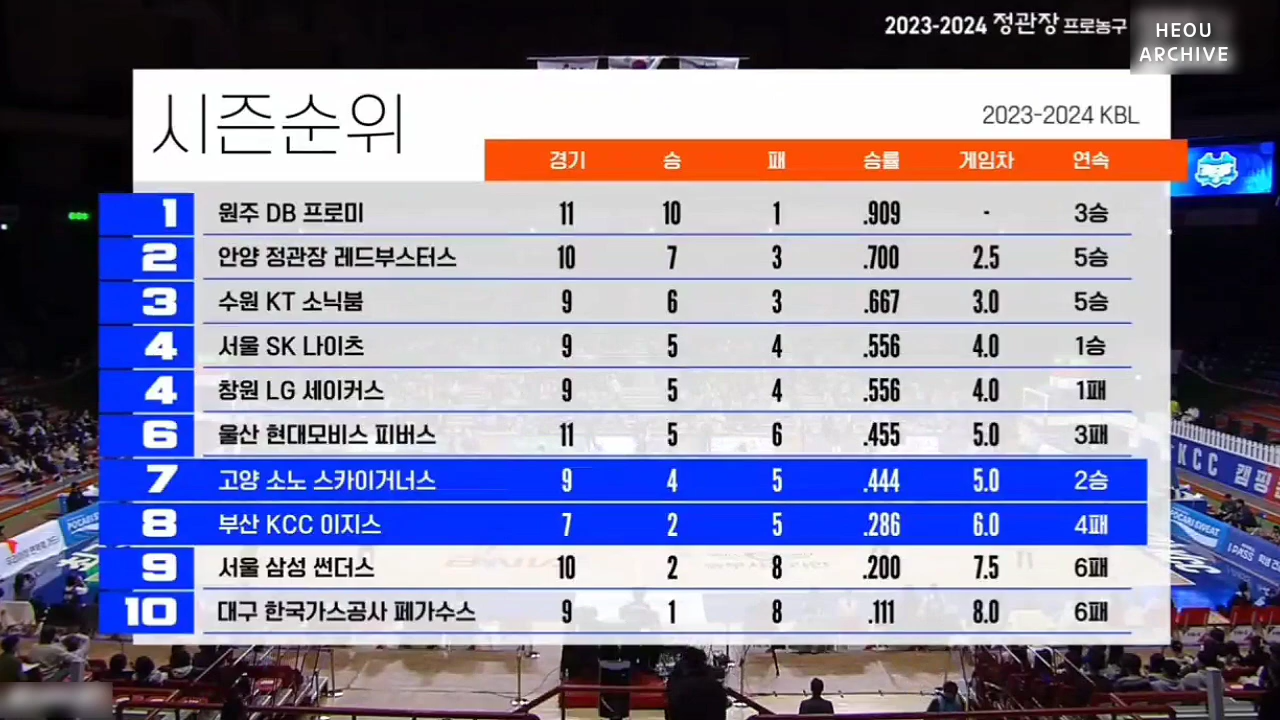 2023-2024 정관장 프로농구
HEOU
ARCHIVE
시즌순위
2023-2024 KBL
경기 승 패 승률 게임차 연속
1 원주 DB 프로미 11 10 1 .909 - 3승
2 안양 정관장 레드부스터스 10 7 3 .700 2.5 5승
3 수원 KT 소닉붐 9 6 3 .667 3.0 5승
4 서울 SK 나이츠 9 5 4 .556 4.0 1승
4 창원 LG 세이커스 9 5 4 .556 4.0 1패
6 울산 현대모비스 피버스 11 5 6 .455 5.0 3패
7 고양 소노 스카이거너스 9 4 5 .444 5.0 2승
8 부산 KCC 이지스 7 2 5 .286 6.0 4패
9 서울 삼성 썬더스 10 2 8 .200 7.5 6패
10 대구 한국가스공사 페가수스 9 1 8 .111 8.0 6패
KCC 캠핑
POCARI SWEAT
POCARI SWEAT